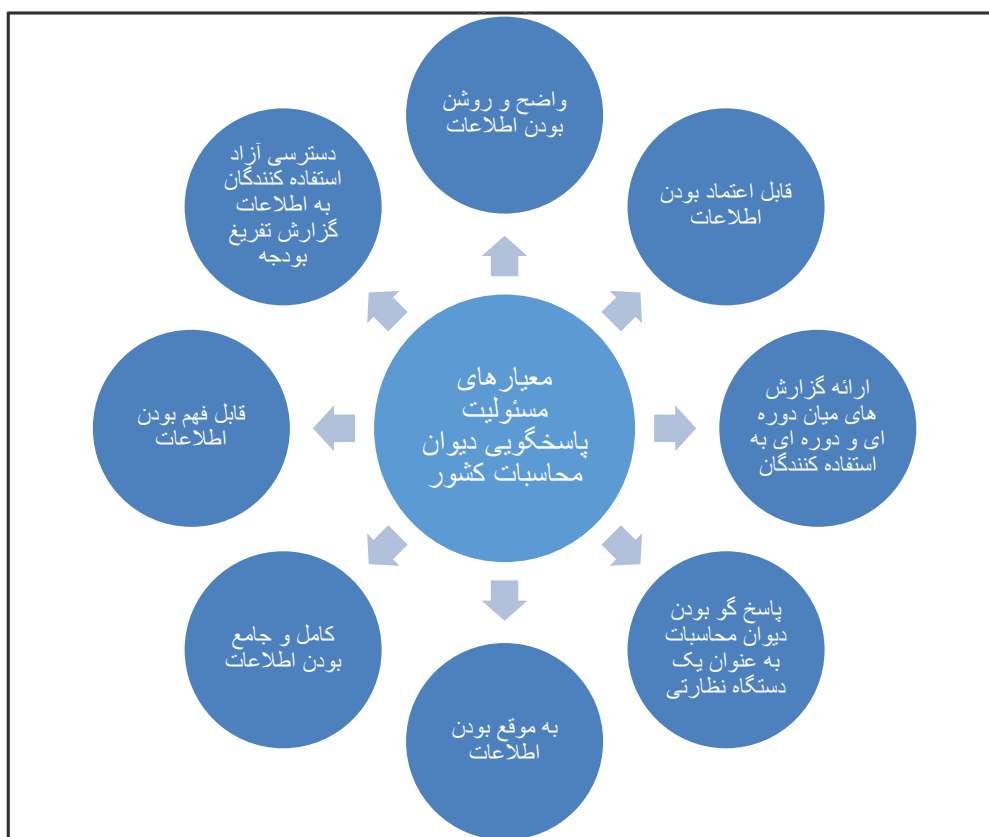 واضح و روشن
بودن اطلاعات
قابل اعتماد بودن
اطلاعات
ارائه گزارش
های میان دوره
ای و دوره ای به
استفاده کنندگان
پاسخ گو بودن
دیوان محاسبات
به عنوان یک
دستگاه نظارتی
به موقع بودن
اطلاعات
کامل و جامع
بودن اطلاعات
قابل فهم بودن
اطلاعات
دسترسی آزاد
استفاده کنندگان
به اطلاعات
گزارش تفریغ
بودجه
معیارهای
مسئولیت
پاسخگویی دیوان
محاسبات کشور